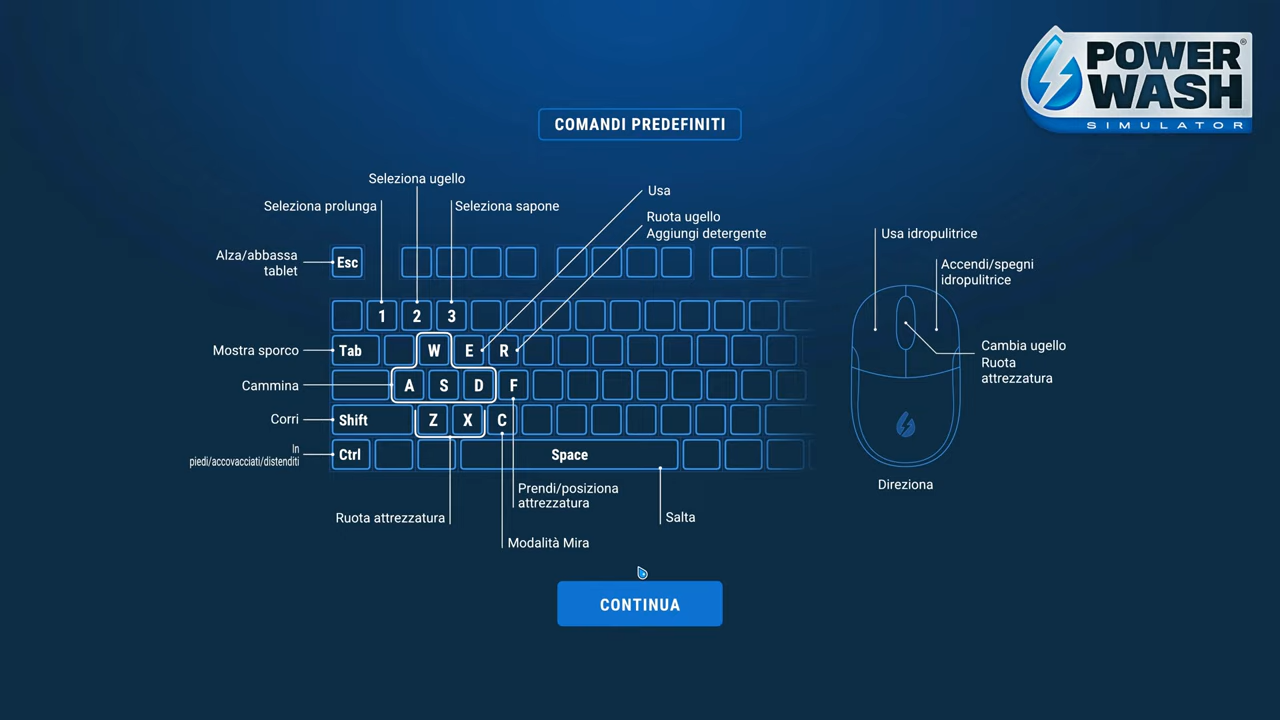 POWER
WASH
SIMULATOR
COMANDI PREDEFINITI
Seleziona ugello
Seleziona prolunga
Seleziona sapone
Usa
Ruota ugello
Aggiungi detergente
Alza/abbassa
tablet
Esc
1
2
3
Mostra sporco
Tab
W
E
R
Cammina
A
S
D
F
Corri
Shift
Z
X
C
In
piedi/accovacciati/distenditi
Ctrl
Space
Prendi/posiziona
attrezzatura
Ruota attrezzatura
Salta
Modalità Mira
Usa idropulitrice
Accendi/spegni
idropulitrice
Cambia ugello
Ruota
attrezzatura
Direziona
CONTINUA